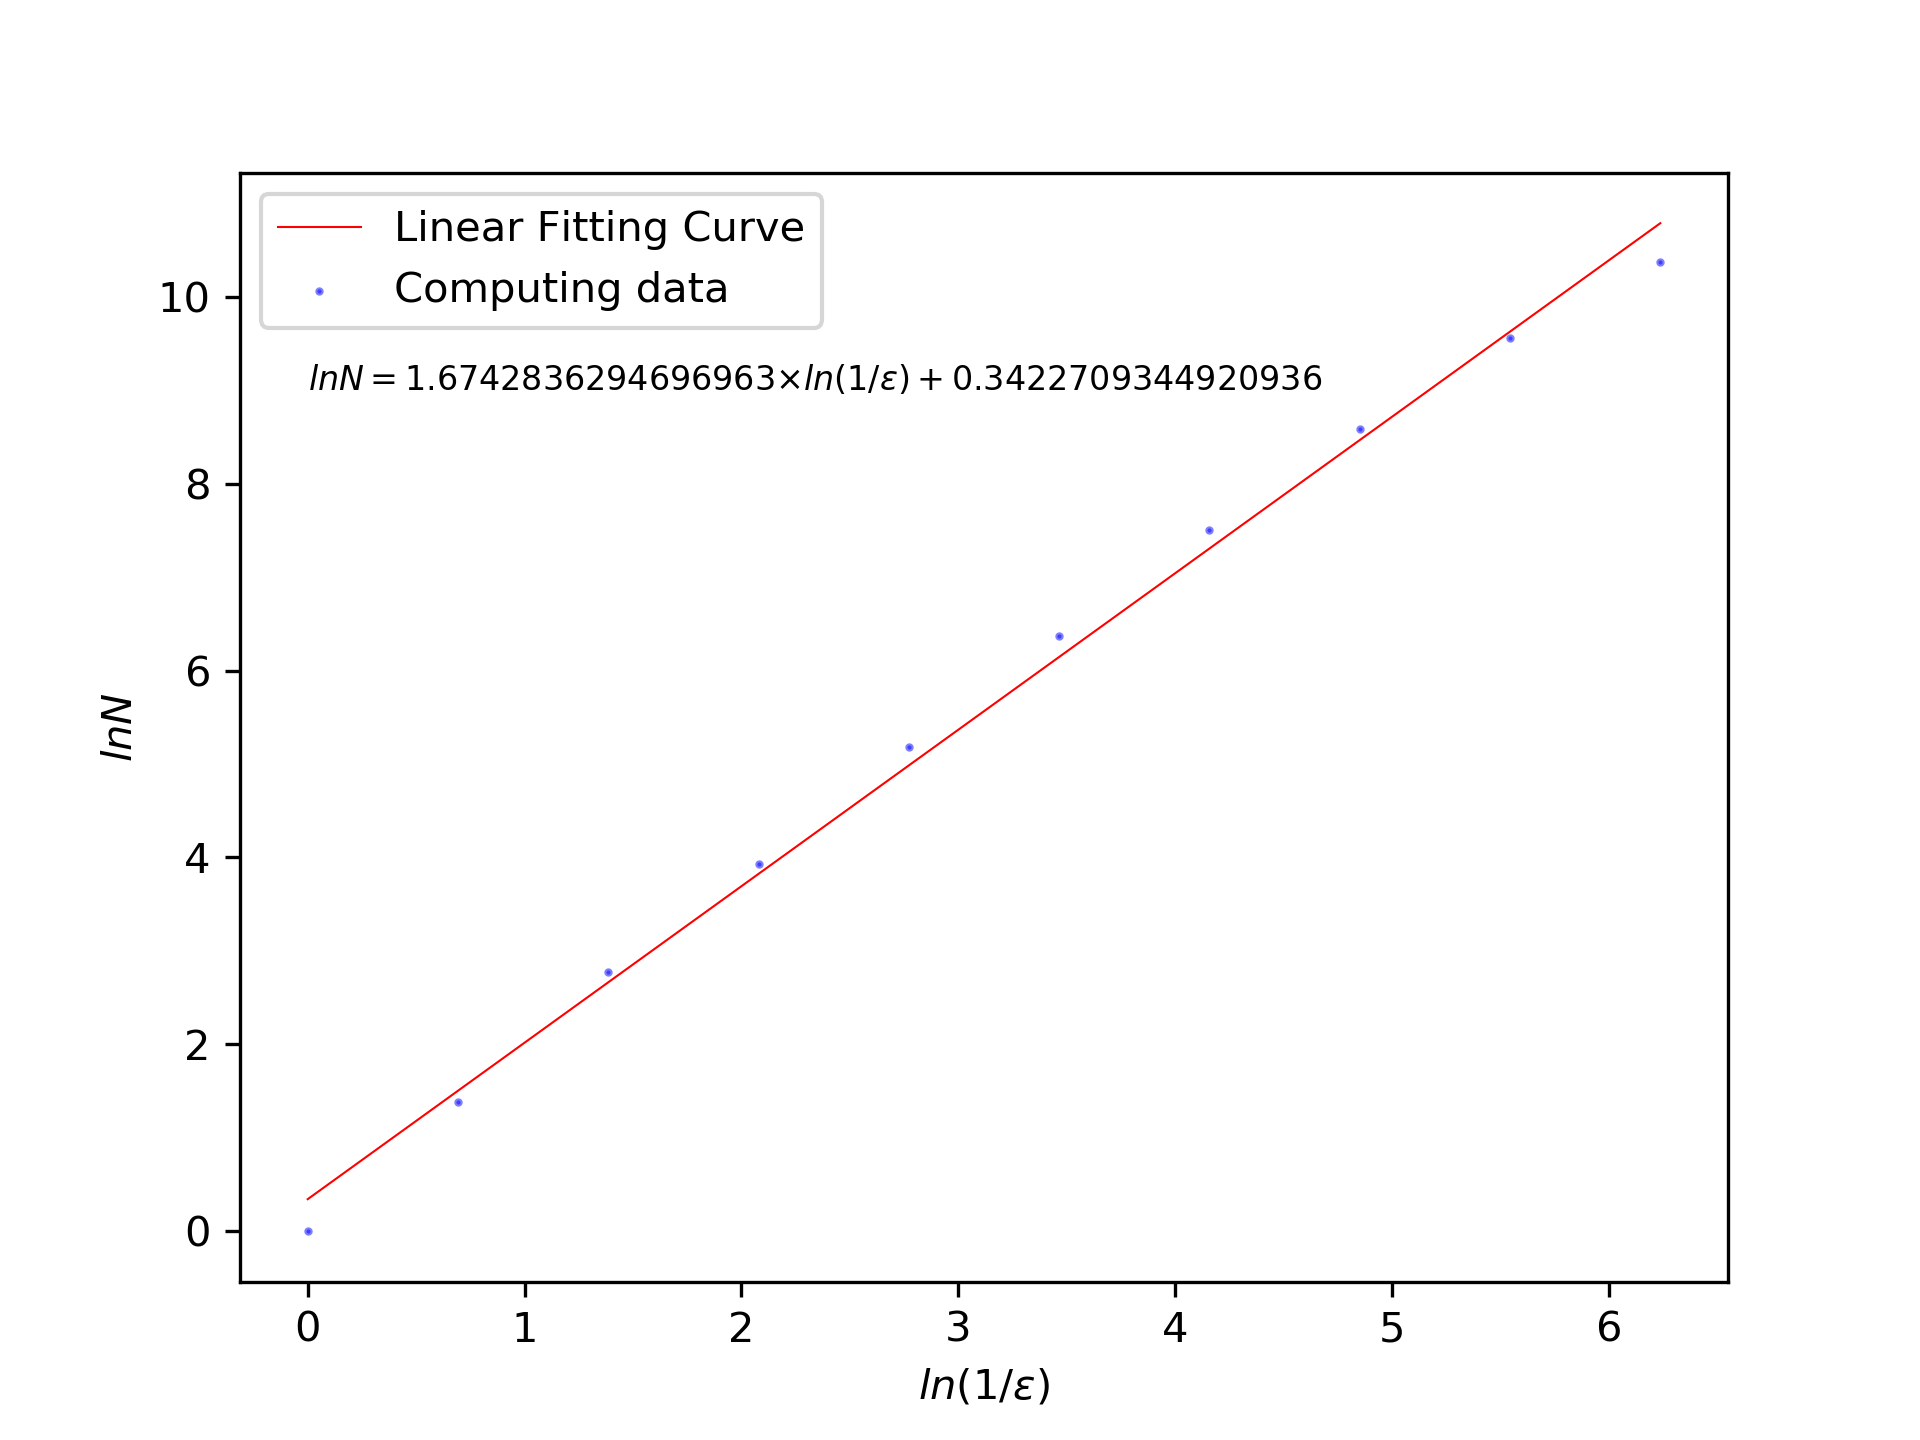 Linear Fitting Curve
Computing data
lnN = 1.6742836294696963×ln(1/ε) + 0.3422709344920936
10
8
6
4
2
0
lnN
0 1 2 3 4 5 6
ln(1/ε)